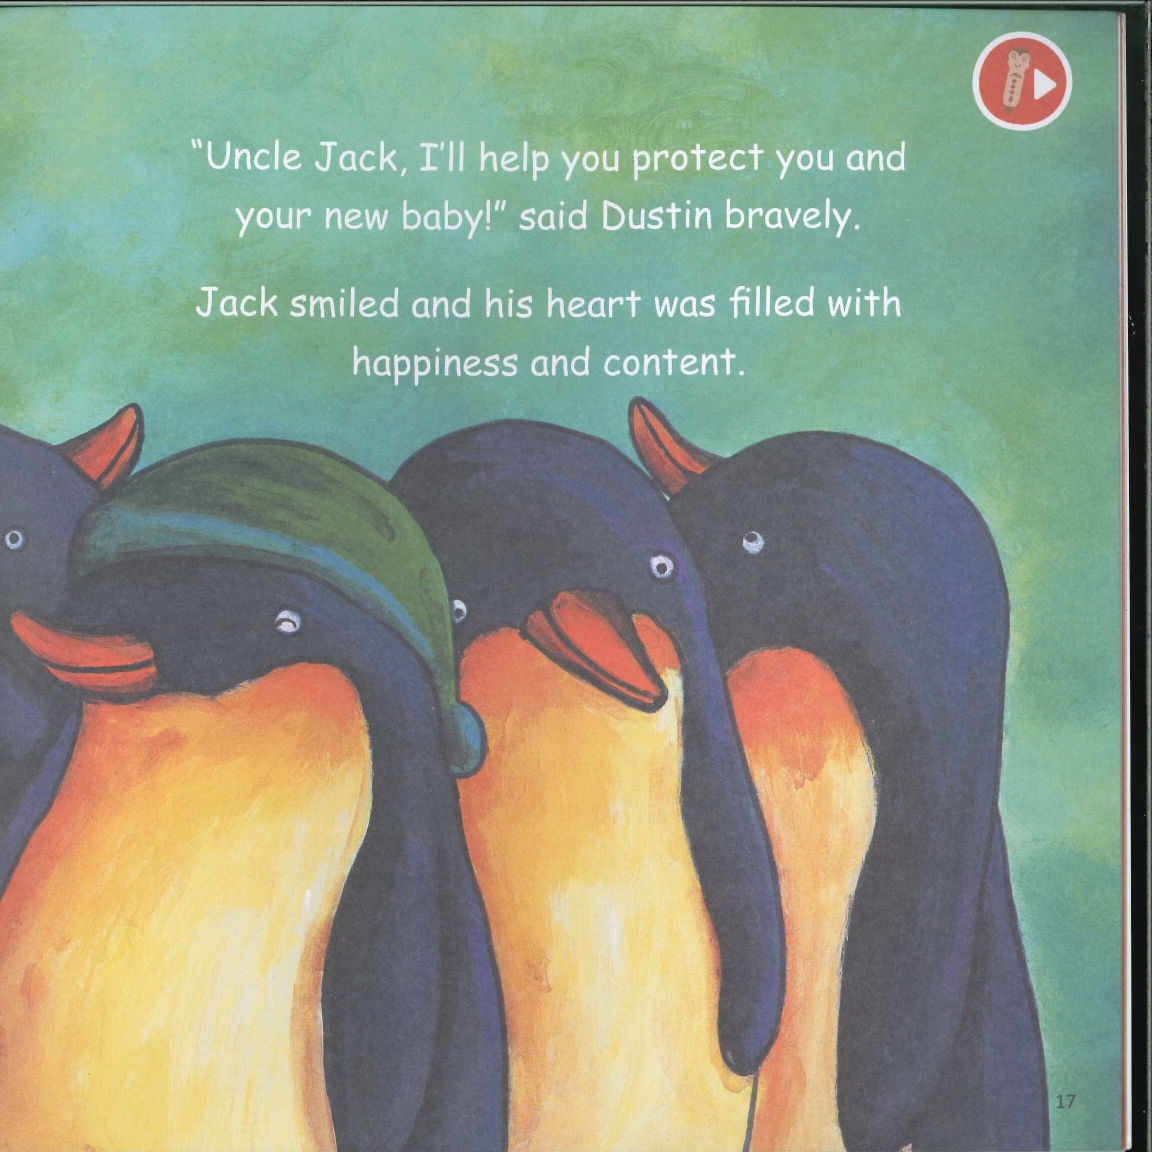 “Uncle Jack, I’ll help you protect you and
your new baby!” said Dustin bravely.
Jack smiled and his heart was filled with
happiness and content.
17